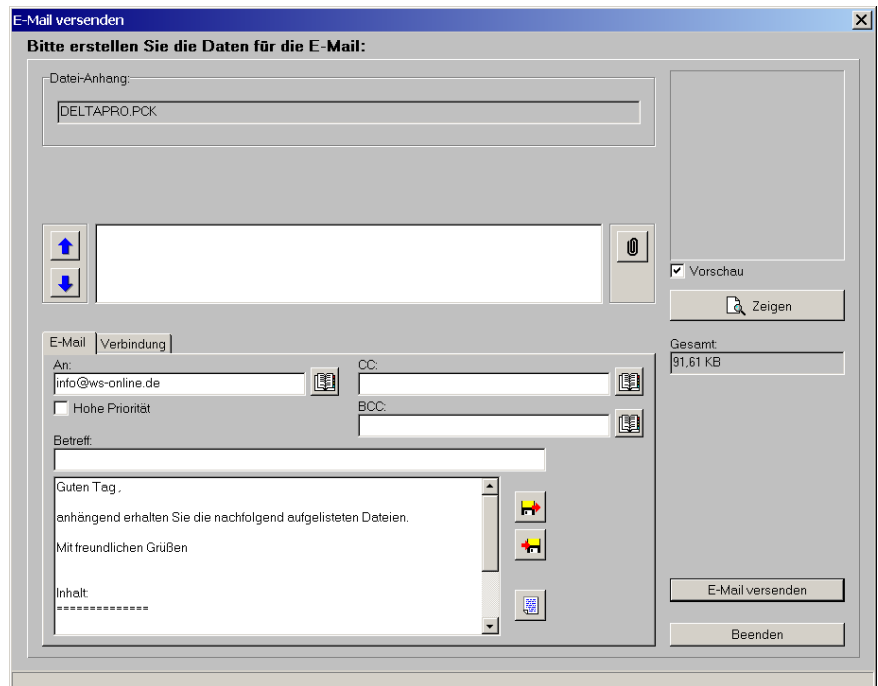 E-Mail versenden
Bitte erstellen Sie die Daten für die E-Mail:
Datei-Anhang:
DELTAPRO.PCK
Vorschau
Zeigen
Gesamt:
91,61 KB
E-Mail
Verbindung
An:
info@ws-online.de
CC:
Hohe Priorität
BCC:
Betreff:
Guten Tag ,
anhängend erhalten Sie die nachfolgend aufgelisteten Dateien.
Mit freundlichen Grüßen
Inhalt:
==============
E-Mail versenden
Beenden